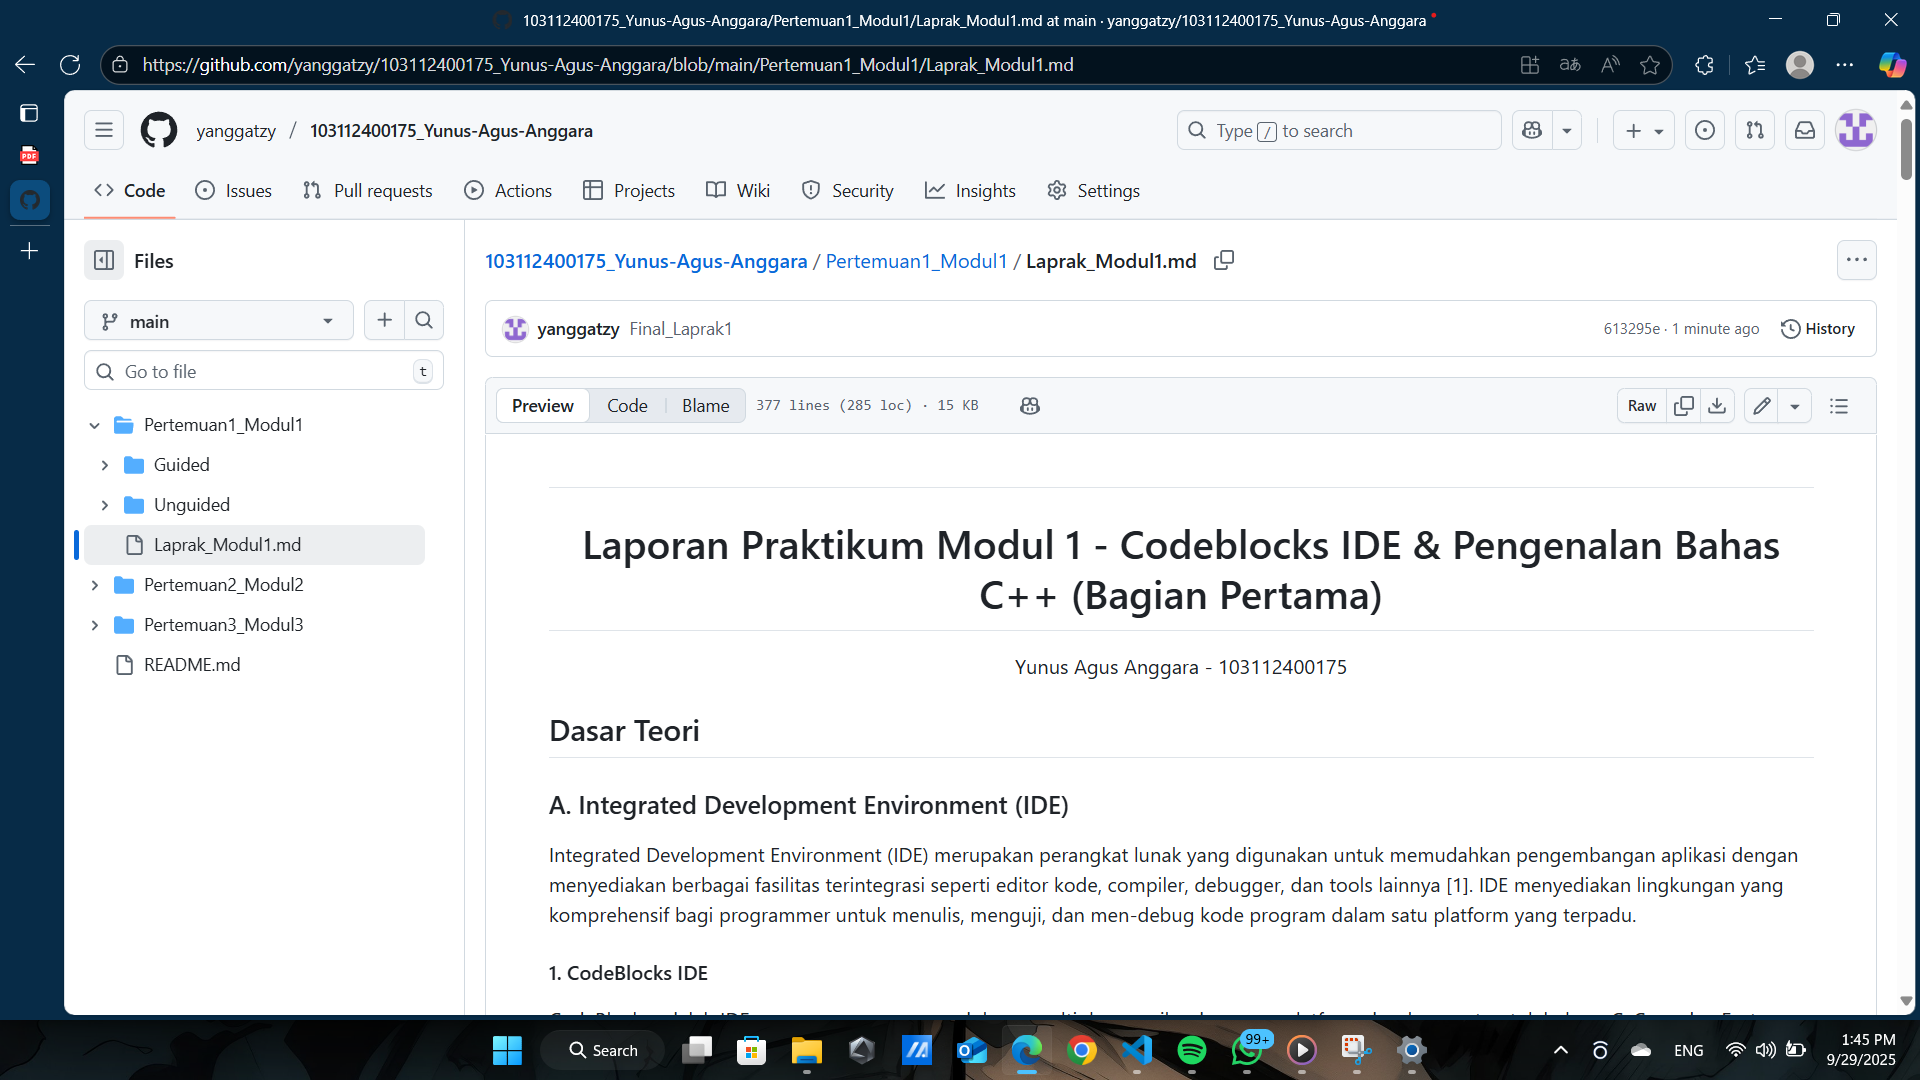 103112400175_Yunus-Agus-Anggara/Pertemuan1_Modul1/Laprak_Modul1.md at main · yanggatzy/103112400175_Yunus-Agus-Anggara
https://github.com/yanggatzy/103112400175_Yunus-Agus-Anggara/blob/main/Pertemuan1_Modul1/Laprak_Modul1.md
yanggatzy / 103112400175_Yunus-Agus-Anggara
Type / to search
Code Issues Pull requests Actions Projects Wiki Security Insights Settings
Files
main
Go to file t
Pertemuan1_Modul1
Guided
Unguided
Laprak_Modul1.md
Pertemuan2_Modul2
Pertemuan3_Modul3
README.md
103112400175_Yunus-Agus-Anggara / Pertemuan1_Modul1 / Laprak_Modul1.md
yanggatzy Final_Laprak1 613295e · 1 minute ago History
Preview Code Blame 377 lines (285 loc) · 15 KB Raw
Laporan Praktikum Modul 1 - Codeblocks IDE & Pengenalan Bahas
C++ (Bagian Pertama)
Yunus Agus Anggara - 103112400175
Dasar Teori
A. Integrated Development Environment (IDE)
Integrated Development Environment (IDE) merupakan perangkat lunak yang digunakan untuk memudahkan pengembangan aplikasi dengan
menyediakan berbagai fasilitas terintegrasi seperti editor kode, compiler, debugger, dan tools lainnya [1]. IDE menyediakan lingkungan yang
komprehensif bagi programmer untuk menulis, menguji, dan men-debug kode program dalam satu platform yang terpadu.
1. CodeBlocks IDE
PDF
Search
99+
ENG
1:45 PM
9/29/2025